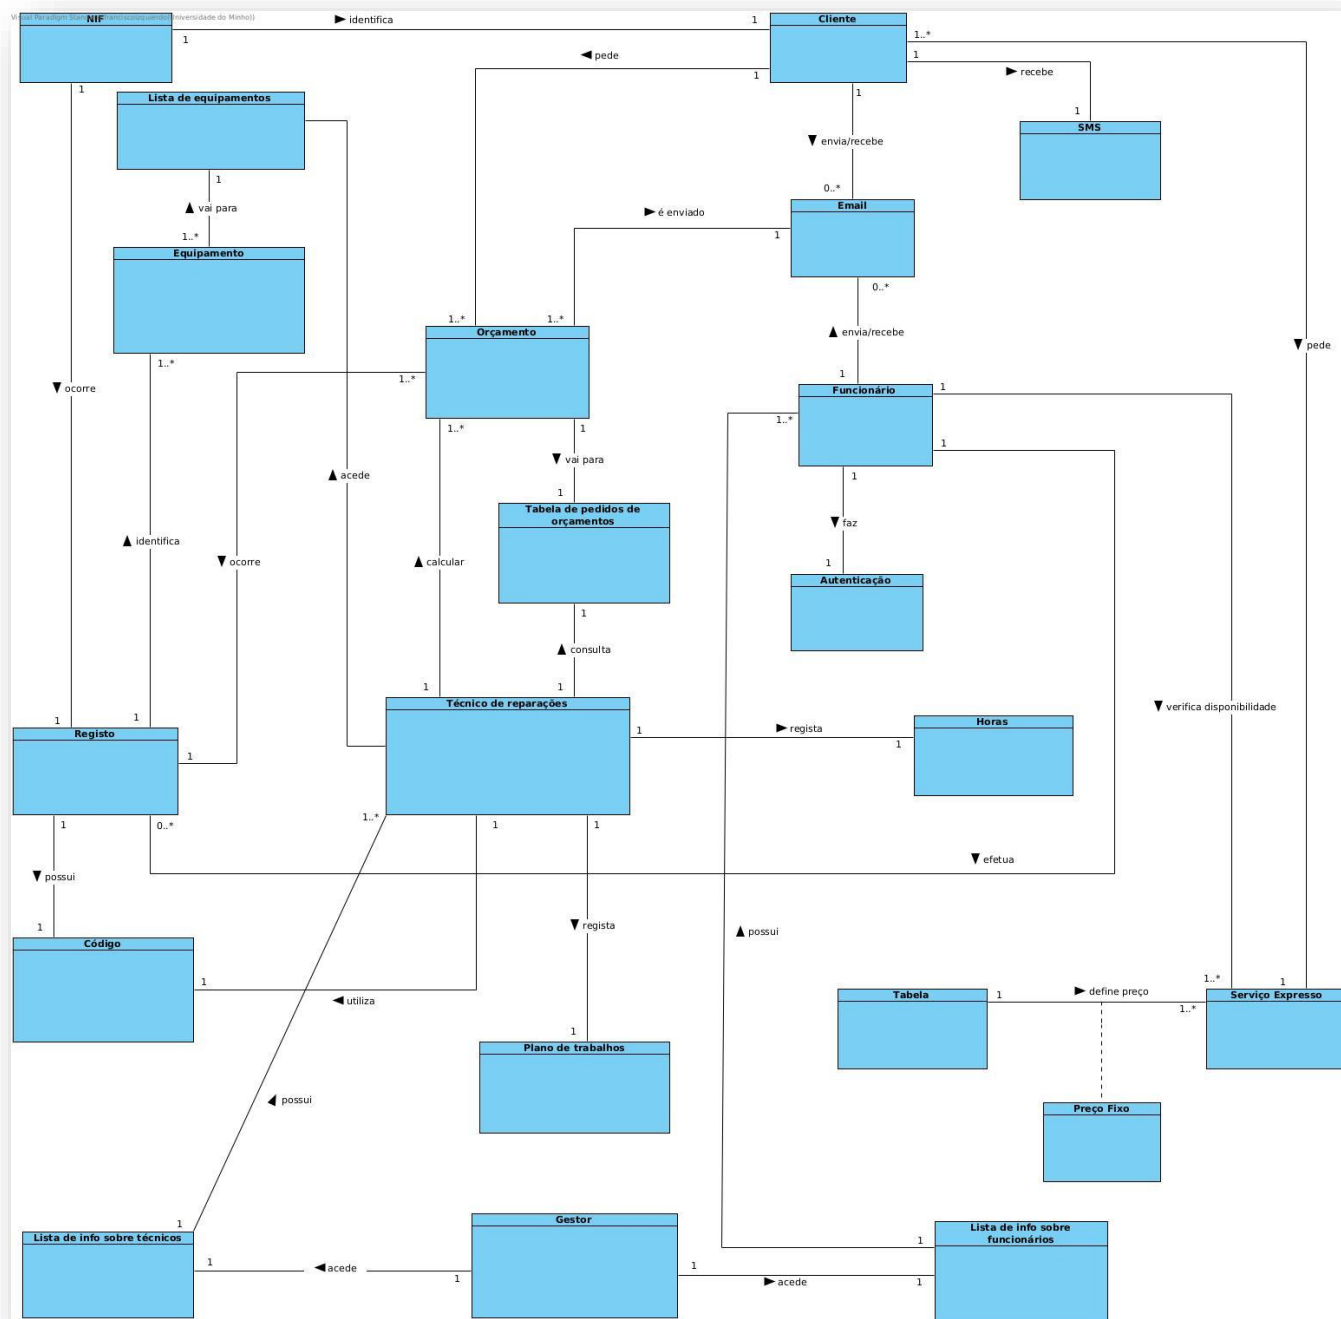 NIF
identifica
1
Cliente
1
1..*
pede
1
1
recebe
1
1
Lista de equipamentos
1
envia/recebe
1
SMS
1
vai para
1..*
0..*
Email
é enviado
1
Equipamento
0..*
1..*
1..*
Orçamento
envia/recebe
pede
1..*
1..*
1
Funcionário
1
ocorre
1..*
1
1..*
vai para
1
acede
1
faz
1
Tabela de pedidos de
orçamentos
identifica
ocorre
calcular
1
Autenticação
1
consulta
1
1
Técnico de reparações
verifica disponibilidade
1
1
Registo
1
1
regista
1
Horas
1
0..*
1..*
1
1
efetua
possui
1
regista
possui
Código
1
utiliza
1..*
1
Tabela
1
define preço
1..*
Serviço Expresso
1
Plano de trabalhos
possui
Preço Fixo
1
Lista de info sobre técnicos
Gestor
Lista de info sobre
funcionários
1
1
acede
1
1
acede
1